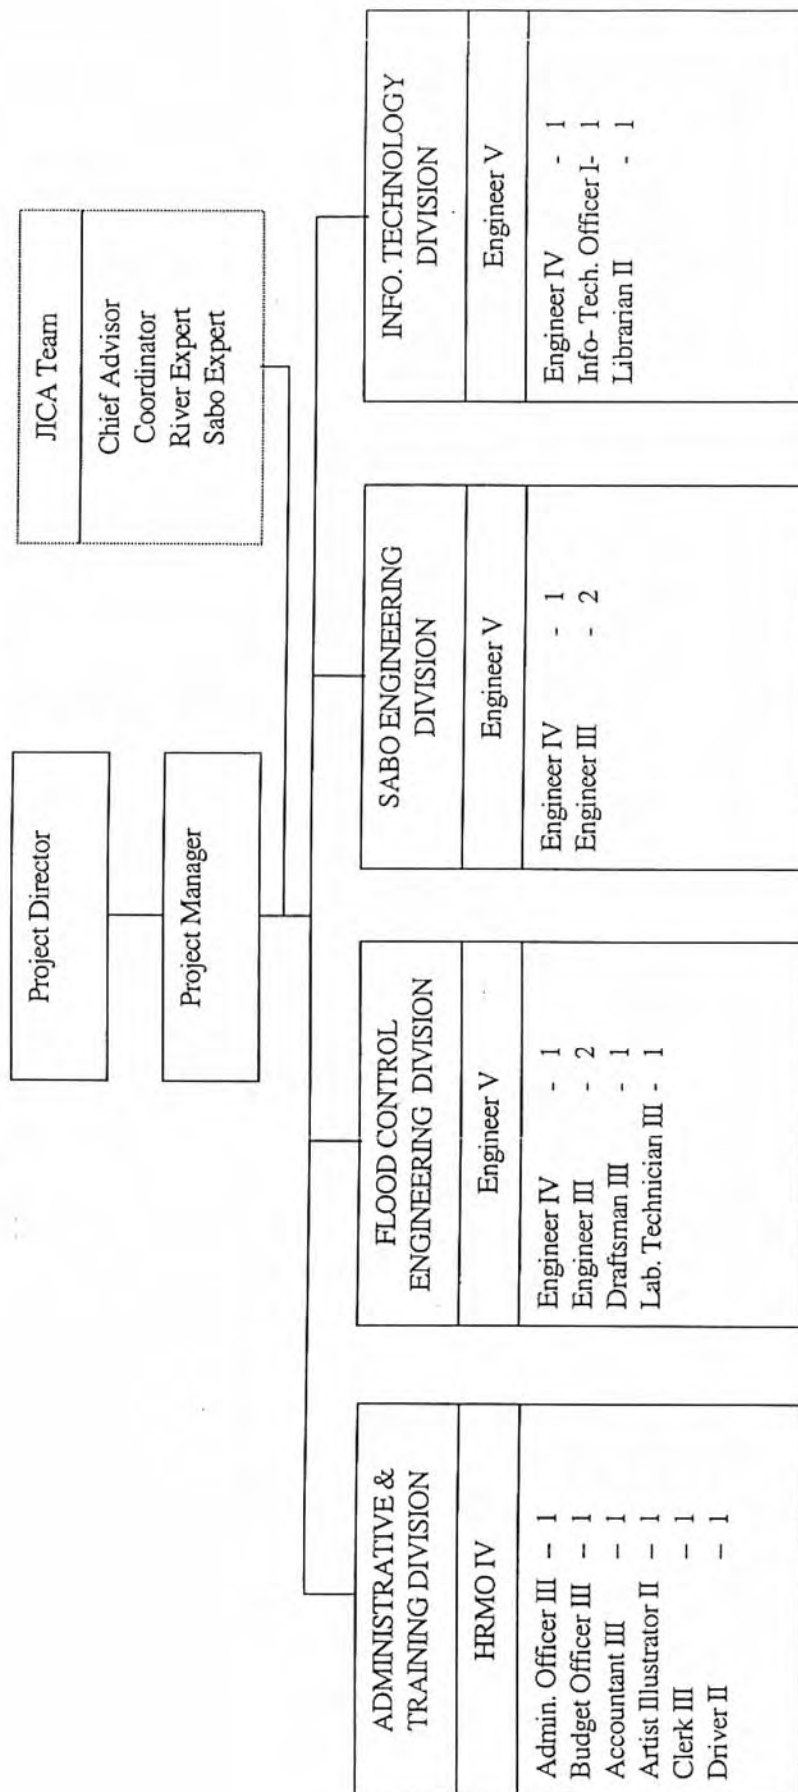 Project Director
Project Manager
JICA Team
Chief Advisor
Coordinator
River Expert
Sabo Expert
ADMINISTRATIVE &
TRAINING DIVISION
HRMO IV
Admin. Officer III -- 1
Budget Officer III -- 1
Accountant III -- 1
Artist Illustrator II -- 1
Clerk III -- 1
Driver II -- 1
FLOOD CONTROL
ENGINEERING DIVISION
Engineer V
Engineer IV - 1
Engineer III - 2
Draftsman III - 1
Lab. Technician III - 1
SABO ENGINEERING
DIVISION
Engineer V
Engineer IV - 1
Engineer III - 2
INFO. TECHNOLOGY
DIVISION
Engineer V
Engineer IV - 1
Info- Tech. Officer I- 1
Librarian II - 1